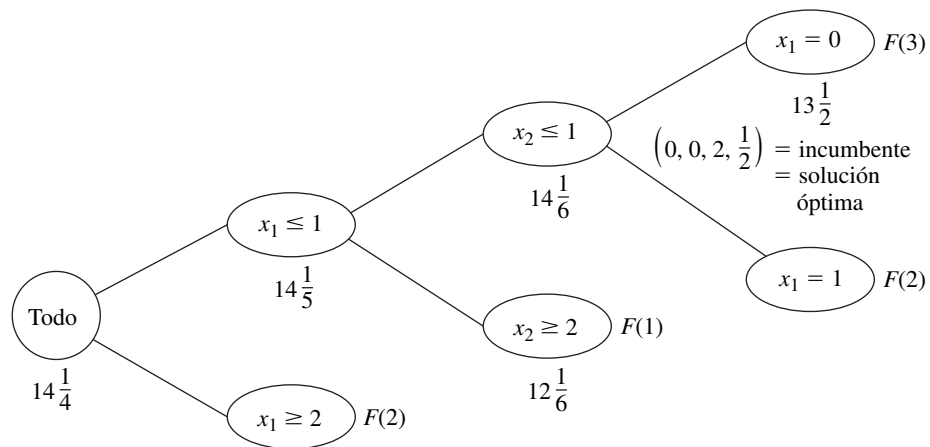 Todo
14 1/4
x₁ ≤ 1
14 1/5
x₁ ≥ 2 F(2)
x₂ ≤ 1
14 1/6
x₂ ≥ 2 F(1)
12 1/6
x₁ = 0 F(3)
13 1/2
(0, 0, 2, 1/2) = incumbente
= solución
óptima
x₁ = 1 F(2)